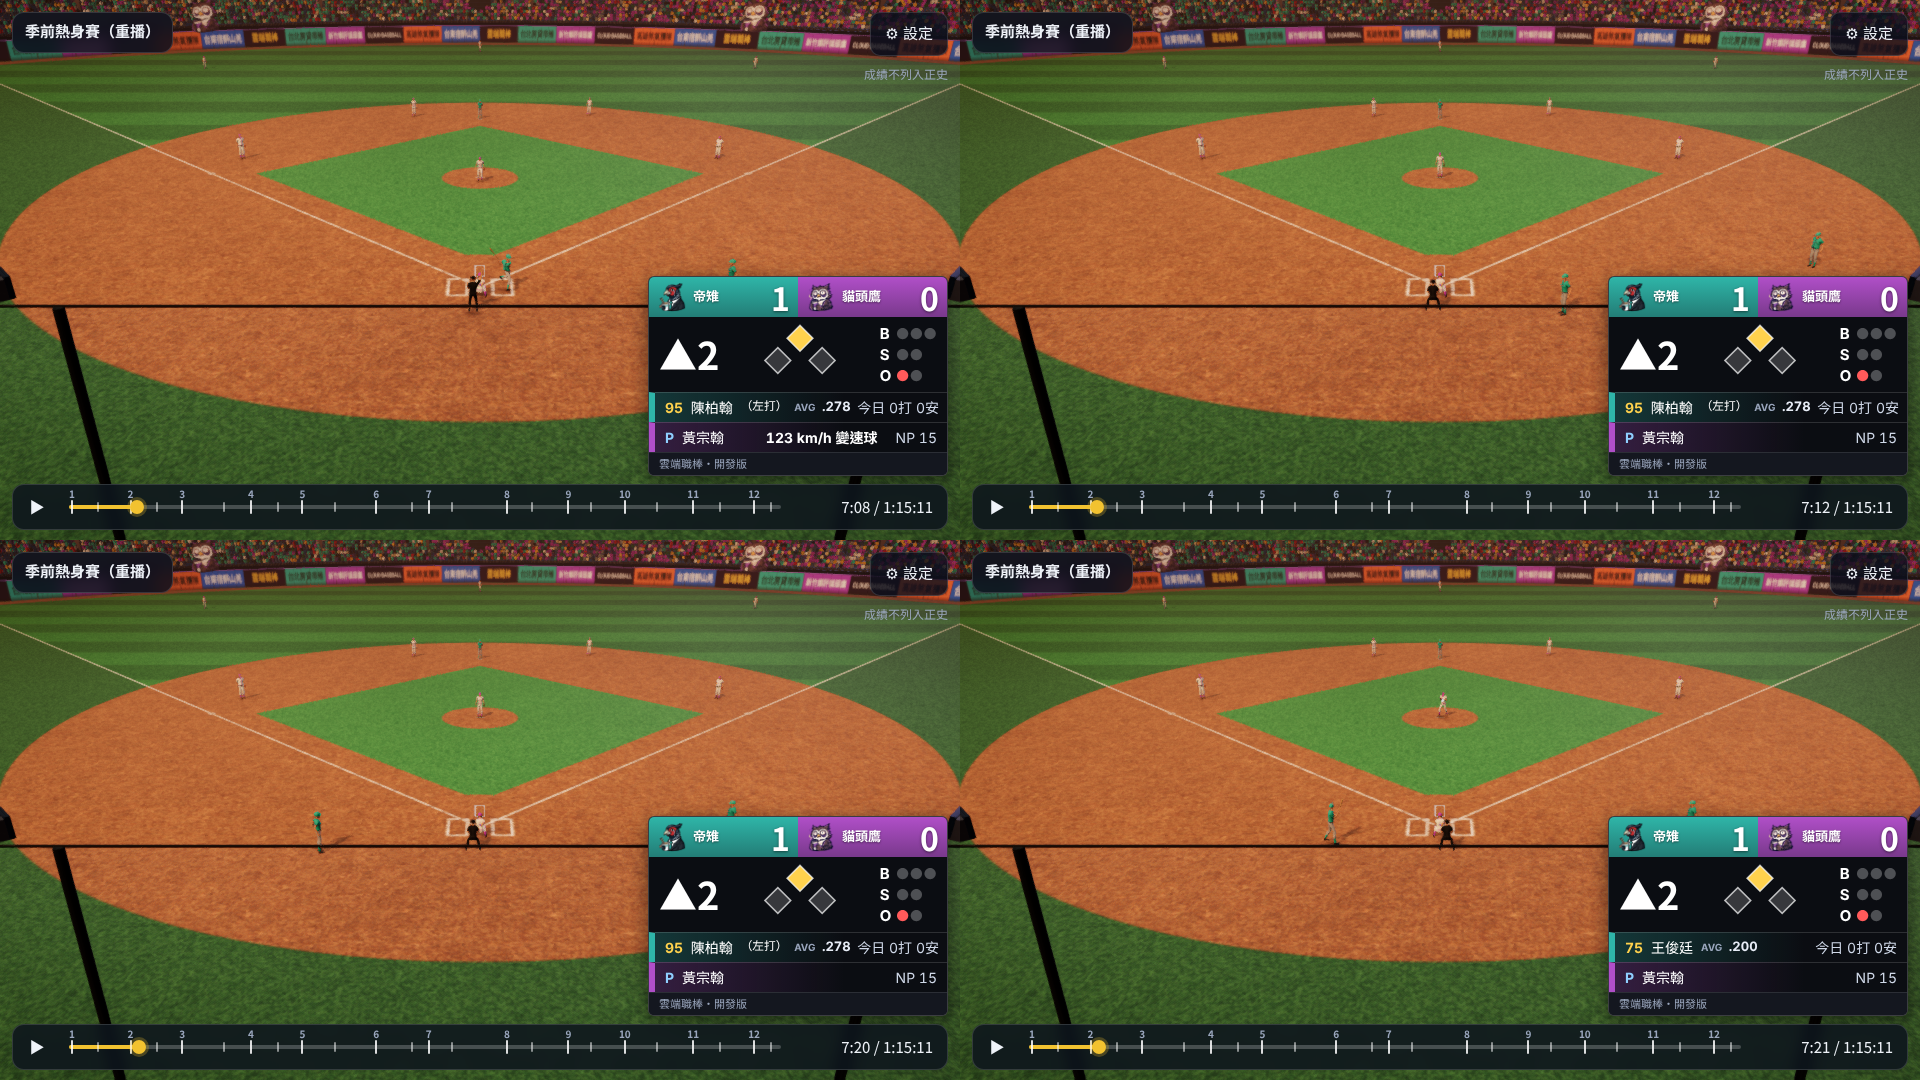 季前熱身賽（重播）
⚙ 設定
成績不列入正史
帝雉 1 貓頭鷹 0
▲2
B
S
O
95 陳柏翰 （左打） AVG .278 今日 0打 0安
P 黃宗翰 123 km/h 變速球 NP 15
雲端職棒・開發版
1 2 3 4 5 6 7 8 9 10 11 12
7:08 / 1:15:11
季前熱身賽（重播）
⚙ 設定
成績不列入正史
帝雉 1 貓頭鷹 0
▲2
B
S
O
95 陳柏翰 （左打） AVG .278 今日 0打 0安
P 黃宗翰 NP 15
雲端職棒・開發版
1 2 3 4 5 6 7 8 9 10 11 12
7:12 / 1:15:11
季前熱身賽（重播）
⚙ 設定
成績不列入正史
帝雉 1 貓頭鷹 0
▲2
B
S
O
95 陳柏翰 （左打） AVG .278 今日 0打 0安
P 黃宗翰 NP 15
雲端職棒・開發版
1 2 3 4 5 6 7 8 9 10 11 12
7:20 / 1:15:11
季前熱身賽（重播）
⚙ 設定
成績不列入正史
帝雉 1 貓頭鷹 0
▲2
B
S
O
75 王俊廷 AVG .200 今日 0打 0安
P 黃宗翰 NP 15
雲端職棒・開發版
1 2 3 4 5 6 7 8 9 10 11 12
7:21 / 1:15:11